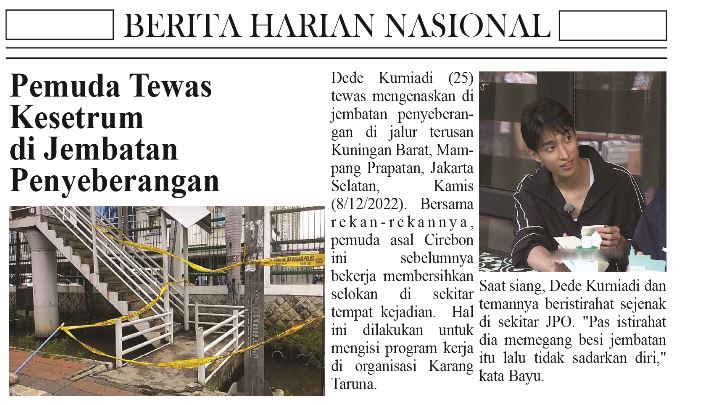 BERITA HARIAN NASIONAL
Pemuda Tewas
Kesetrum
di Jembatan
Penyeberangan
Dede Kurniadi (25)
tewas mengenaskan di
jembatan penyeberan-
gan di jalur terusan
Kuningan Barat, Mam-
pang Prapatan, Jakarta
Selatan, Kamis
(8/12/2022). Bersama
rekan-rekannya,
pemuda asal Cirebon
ini sebelumnya
bekerja membersihkan
selokan di sekitar
tempat kejadian. Hal
ini dilakukan untuk
mengisi program kerja
di organisasi Karang
Taruna.
Saat siang, Dede Kurniadi dan
temannya beristirahat sejenak
di sekitar JPO. "Pas istirahat
dia memegang besi jembatan
itu lalu tidak sadarkan diri,"
kata Bayu.